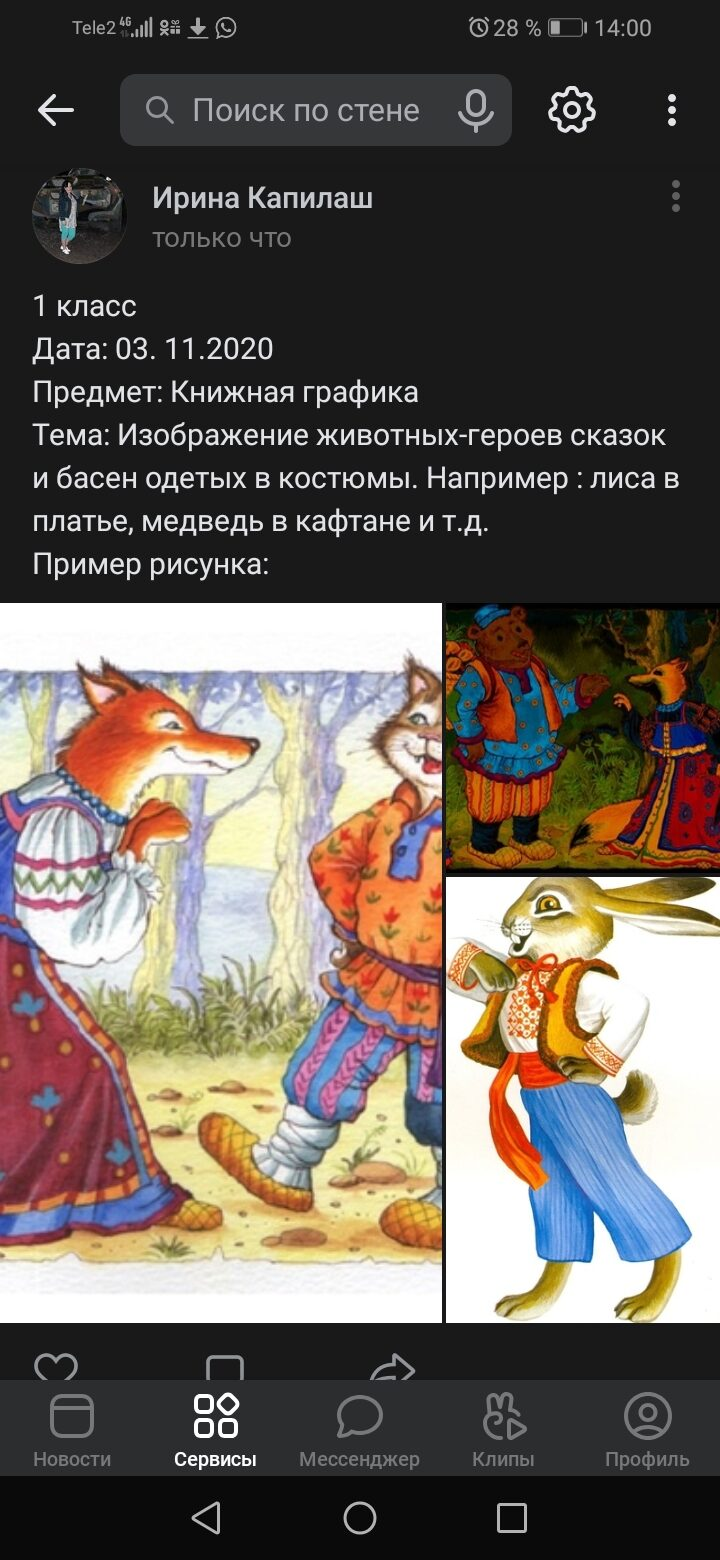 Tele2 4G 28 % 14:00
Поиск по стене
Ирина Капилаш
только что
1 класс
Дата: 03. 11.2020
Предмет: Книжная графика
Тема: Изображение животных-героев сказок
и басен одетых в костюмы. Например : лиса в
платье, медведь в кафтане и т.д.
Пример рисунка:
Новости Сервисы Мессенджер Клипы Профиль